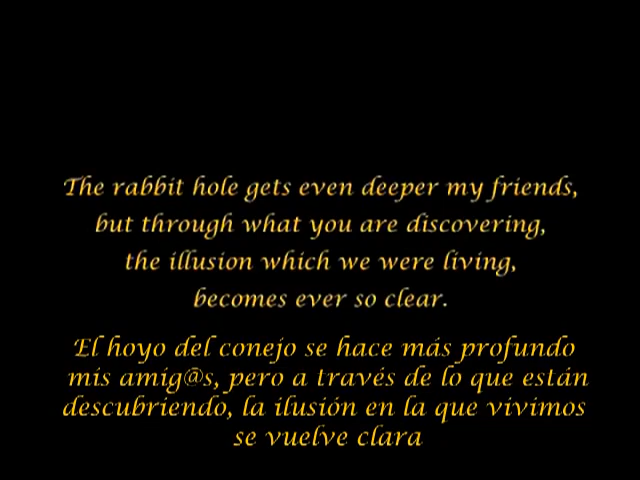 The rabbit hole gets even deeper my friends,
but through what you are discovering,
the illusion which we were living,
becomes ever so clear.
El hoyo del conejo se hace más profundo
mis amig@s, pero a través de lo que están
descubriendo, la ilusión en la que vivimos
se vuelve clara